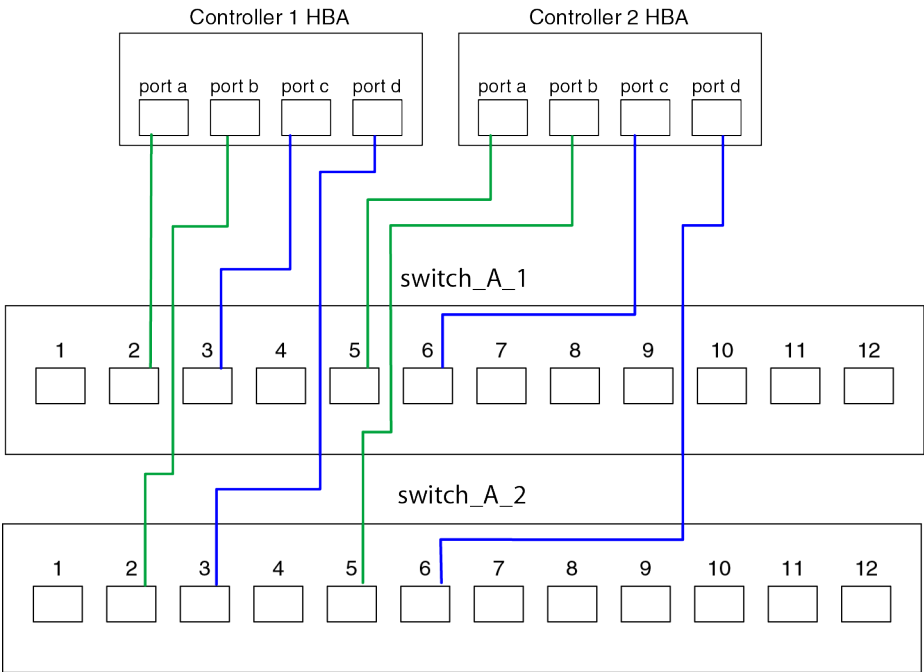 Controller 1 HBA Controller 2 HBA
port a port b port c port d port a port b port c port d
switch_A_1
1 2 3 4 5 6 7 8 9 10 11 12
switch_A_2
1 2 3 4 5 6 7 8 9 10 11 12